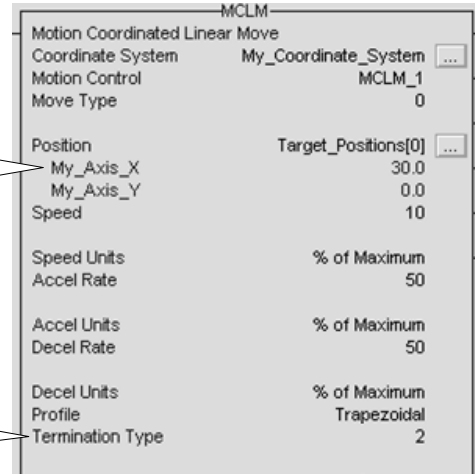 MCLM
Motion Coordinated Linear Move
Coordinate System My_Coordinate_System ...
Motion Control MCLM_1
Move Type 0
Position Target_Positions[0] ...
My_Axis_X 30.0
My_Axis_Y 0.0
Speed 10
Speed Units % of Maximum
Accel Rate 50
Accel Units % of Maximum
Decel Rate 50
Decel Units % of Maximum
Profile Trapezoidal
Termination Type 2